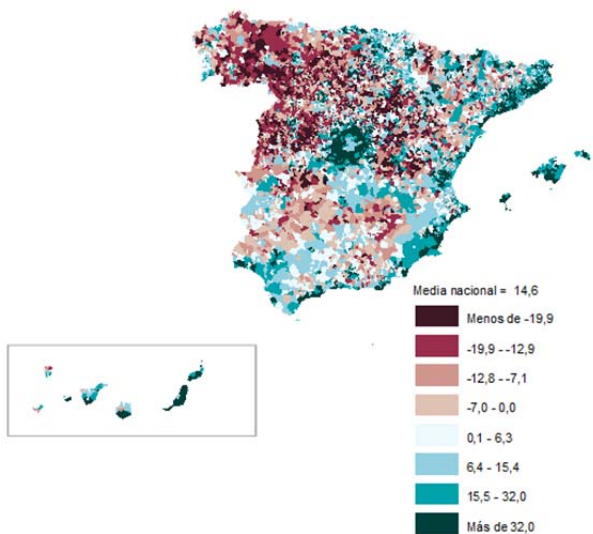 Media nacional = 14,6
Menos de -19,9
-19,9 - -12,9
-12,8 - -7,1
-7,0 - 0,0
0,1 - 6,3
6,4 - 15,4
15,5 - 32,0
Más de 32,0